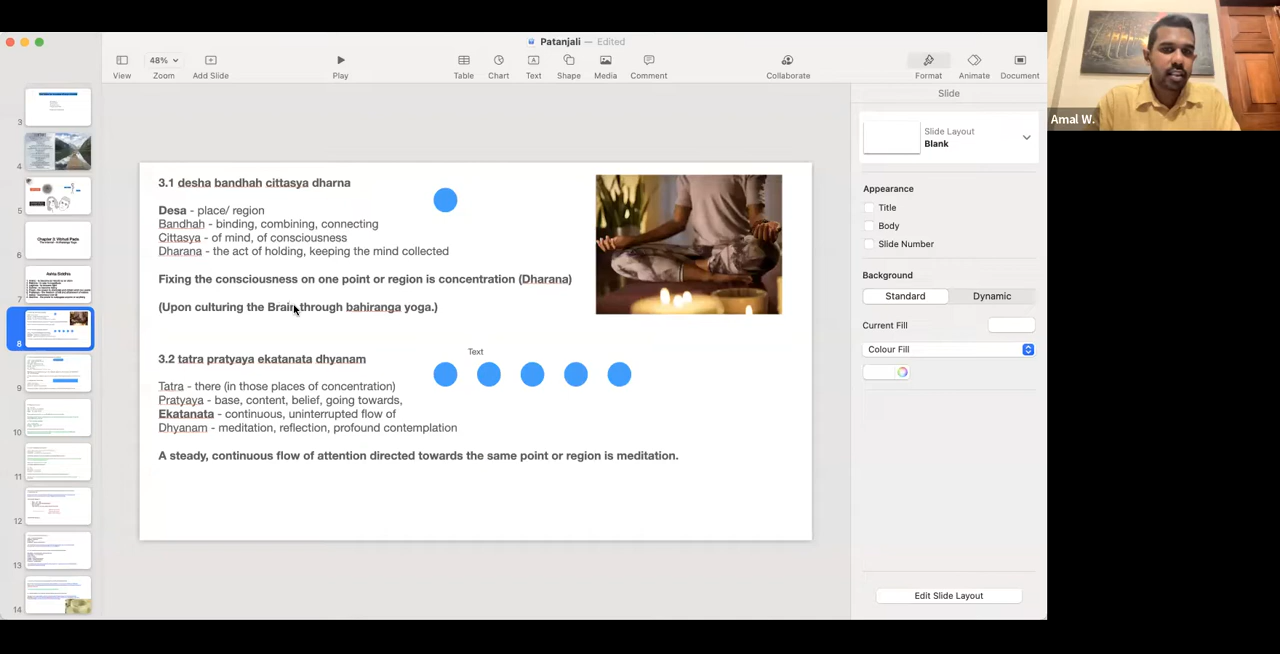 Patanjali — Edited
48%
View
Zoom
Add Slide
Play
Table
Chart
Text
Shape
Media
Comment
Collaborate
Format
Animate
Document
Amal W.
Slide
Slide Layout
Blank
Appearance
Title
Body
Slide Number
Background
Standard
Dynamic
Current Fill
Colour Fill
Edit Slide Layout
3
4
5
6
7
8
9
10
11
12
13
14
3.1 desha bandhah cittasya dharna
Desa - place/ region
Bandhah - binding, combining, connecting
Cittasya - of mind, of consciousness
Dharana - the act of holding, keeping the mind collected
Fixing the consciousness on one point or region is concentration (Dharana)
(Upon culturing the Brain through bahiranga yoga.)
3.2 tatra pratyaya ekatanata dhyanam
Text
Tatra - there (in those places of concentration)
Pratyaya - base, content, belief, going towards,
Ekatanata - continuous, uninterrupted flow of
Dhyanam - meditation, reflection, profound contemplation
A steady, continuous flow of attention directed towards the same point or region is meditation.